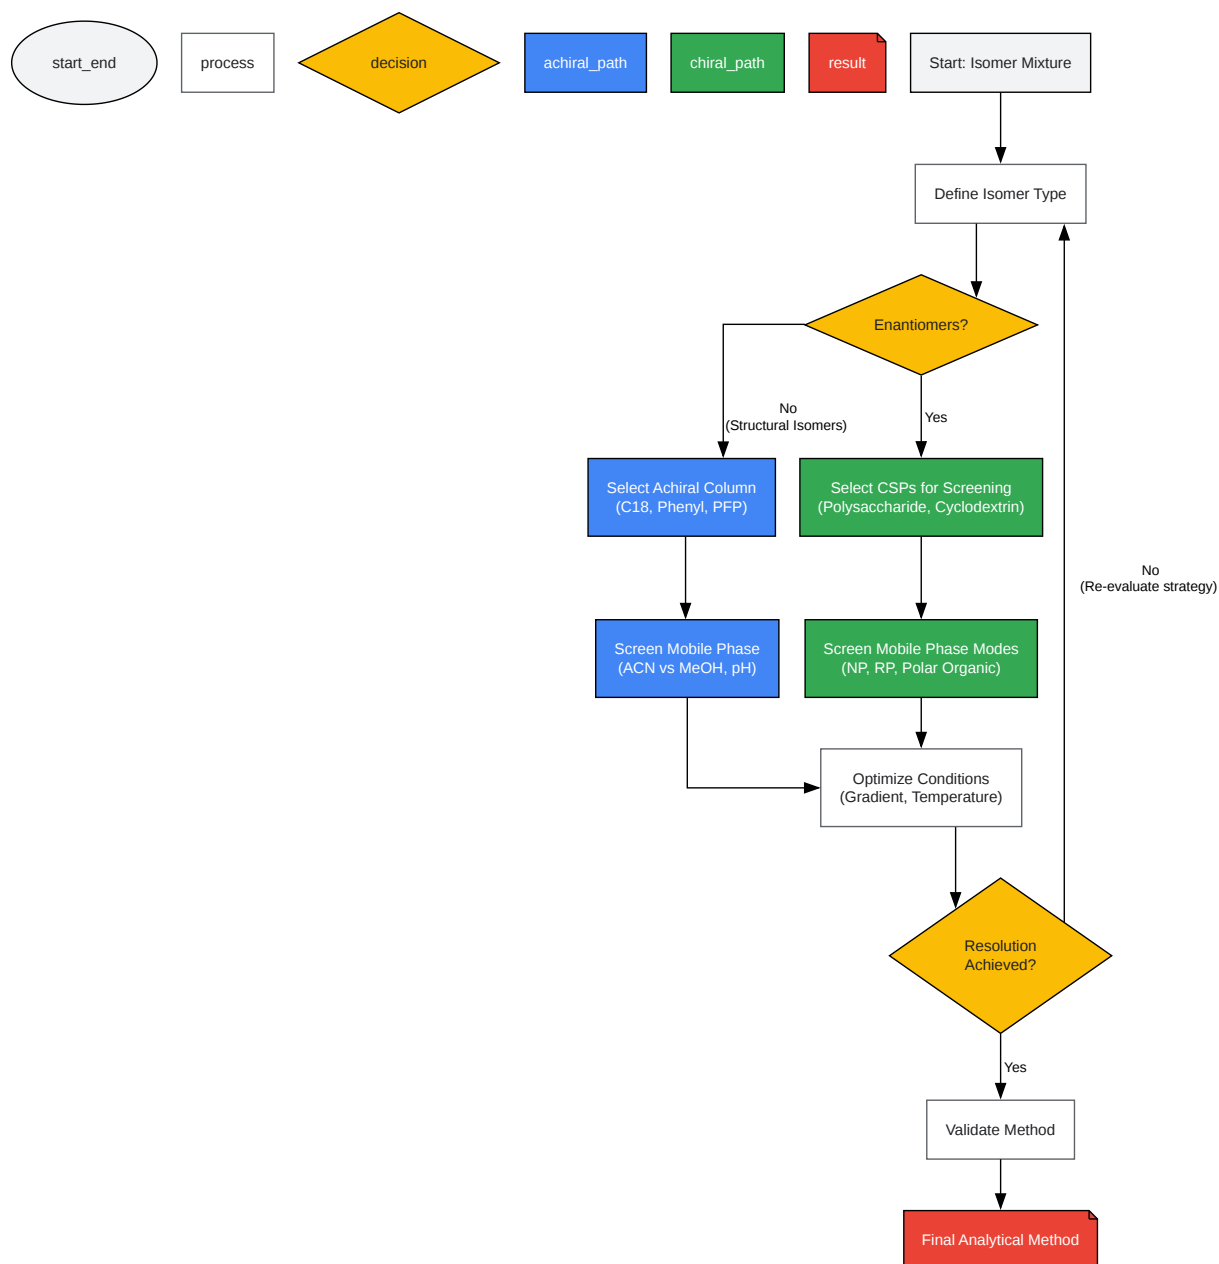 start_end
process
decision
achiral_path
chiral_path
result
Start: Isomer Mixture
Define Isomer Type
Enantiomers?
No
(Structural Isomers)
Yes
Select Achiral Column
(C18, Phenyl, PFP)
Select CSPs for Screening
(Polysaccharide, Cyclodextrin)
No
(Re-evaluate strategy)
Screen Mobile Phase
(ACN vs MeOH, pH)
Screen Mobile Phase Modes
(NP, RP, Polar Organic)
Optimize Conditions
(Gradient, Temperature)
Resolution
Achieved?
Yes
Validate Method
Final Analytical Method